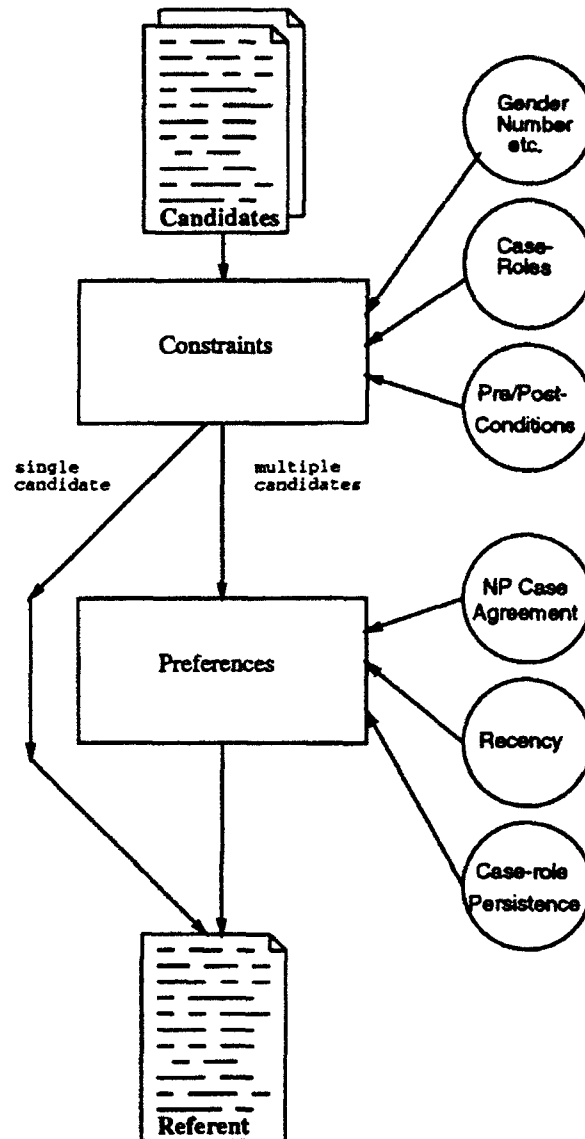 Candidates
Gender
Number
etc.
Case-
Roles
Constraints
Pre/Post-
Conditions
single
candidate
multiple
candidates
NP Case
Agreement
Preferences
Recency
Case-role
Persistence
Referent